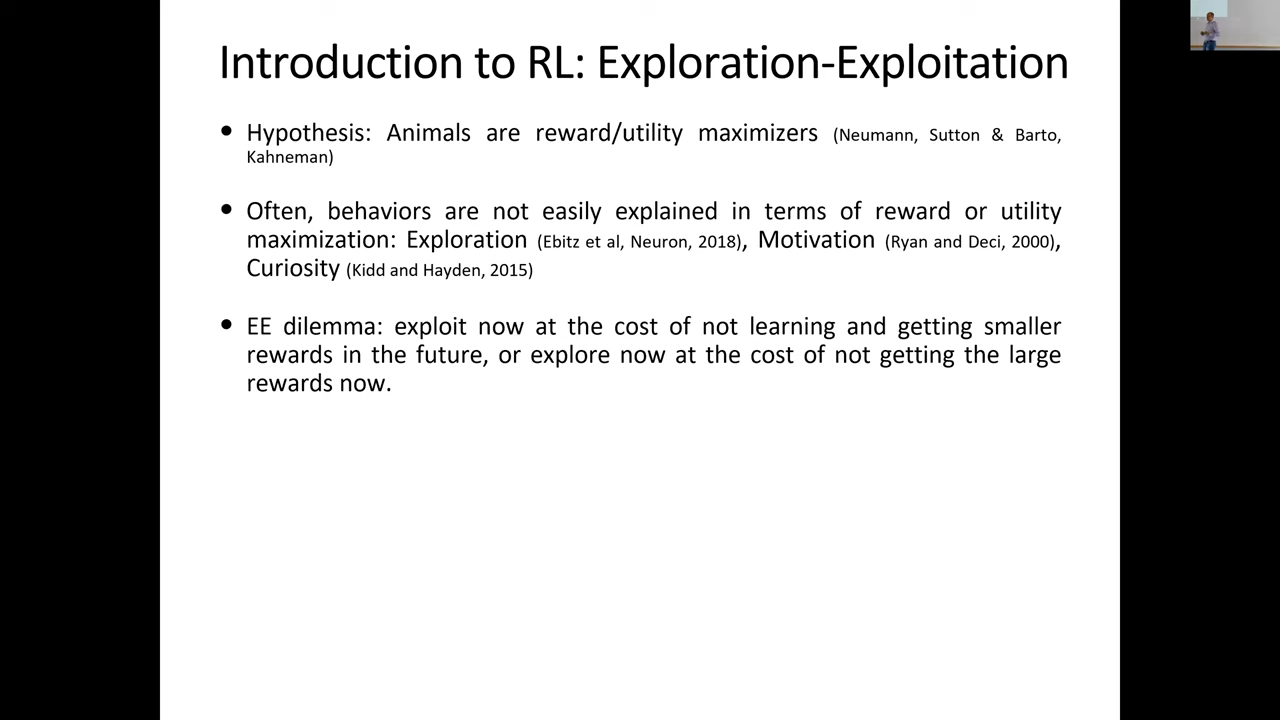 Introduction to RL: Exploration-Exploitation
• Hypothesis: Animals are reward/utility maximizers (Neumann, Sutton & Barto,
Kahneman)
• Often, behaviors are not easily explained in terms of reward or utility
maximization: Exploration (Ebitz et al, Neuron, 2018), Motivation (Ryan and Deci, 2000),
Curiosity (Kidd and Hayden, 2015)
• EE dilemma: exploit now at the cost of not learning and getting smaller
rewards in the future, or explore now at the cost of not getting the large
rewards now.